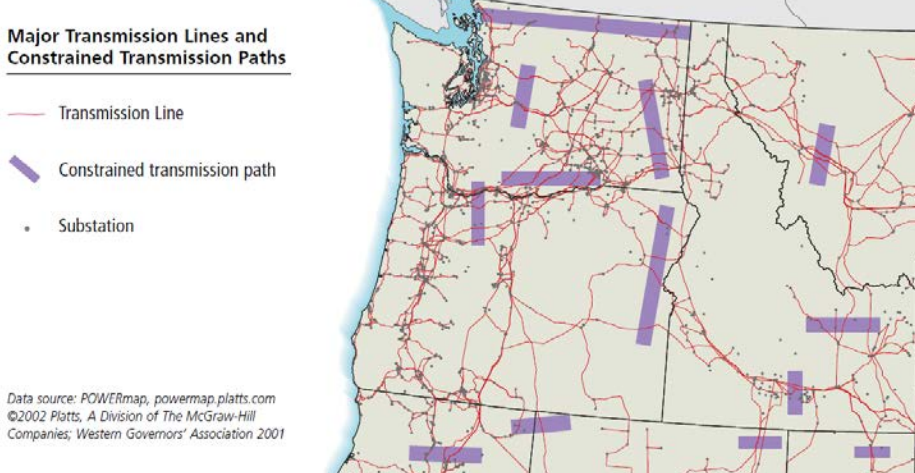 Major Transmission Lines and
Constrained Transmission Paths
Transmission Line
Constrained transmission path
Substation
Data source: POWERmap, powermap.platts.com
©2002 Platts, A Division of The McGraw-Hill
Companies; Western Governors' Association 2001